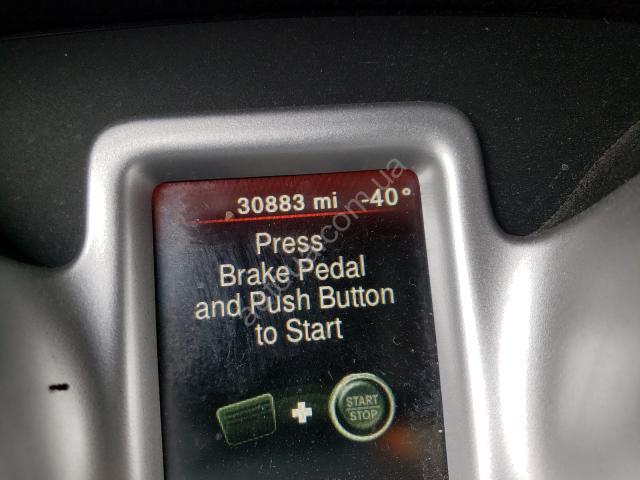 30883 mi -40°
Press
Brake Pedal
and Push Button
to Start
START
STOP